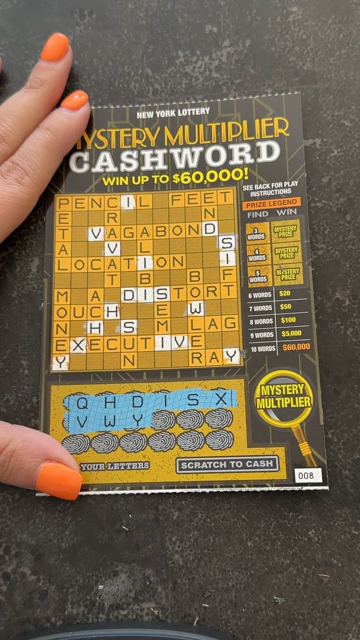 NEW YORK LOTTERY
MYSTERY MULTIPLIER
CASHWORD
WIN UP TO $60,000!
SEE BACK FOR PLAY
INSTRUCTIONS
PRIZE LEGEND
FIND WIN
3 WORDS MYSTERY PRIZE
4 WORDS MYSTERY PRIZE
5 WORDS MYSTERY PRIZE
6 WORDS $20
7 WORDS $50
8 WORDS $100
9 WORDS $5,000
10 WORDS $60,000
PENCIL FEET
VAGABOND
LOCATION
DISTORT
OUCH
LAG
EXECUTIVE
RAY
Q H D I S X
V W Y
MYSTERY
MULTIPLIER
YOUR LETTERS
SCRATCH TO CASH
008